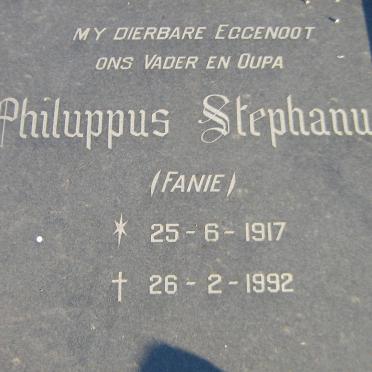 MY DIERBARE EGGENOOT
ONS VADER EN OUPA
Philuppus Stephanu
(FANIE)
* 25-6-1917
† 26-2-1992